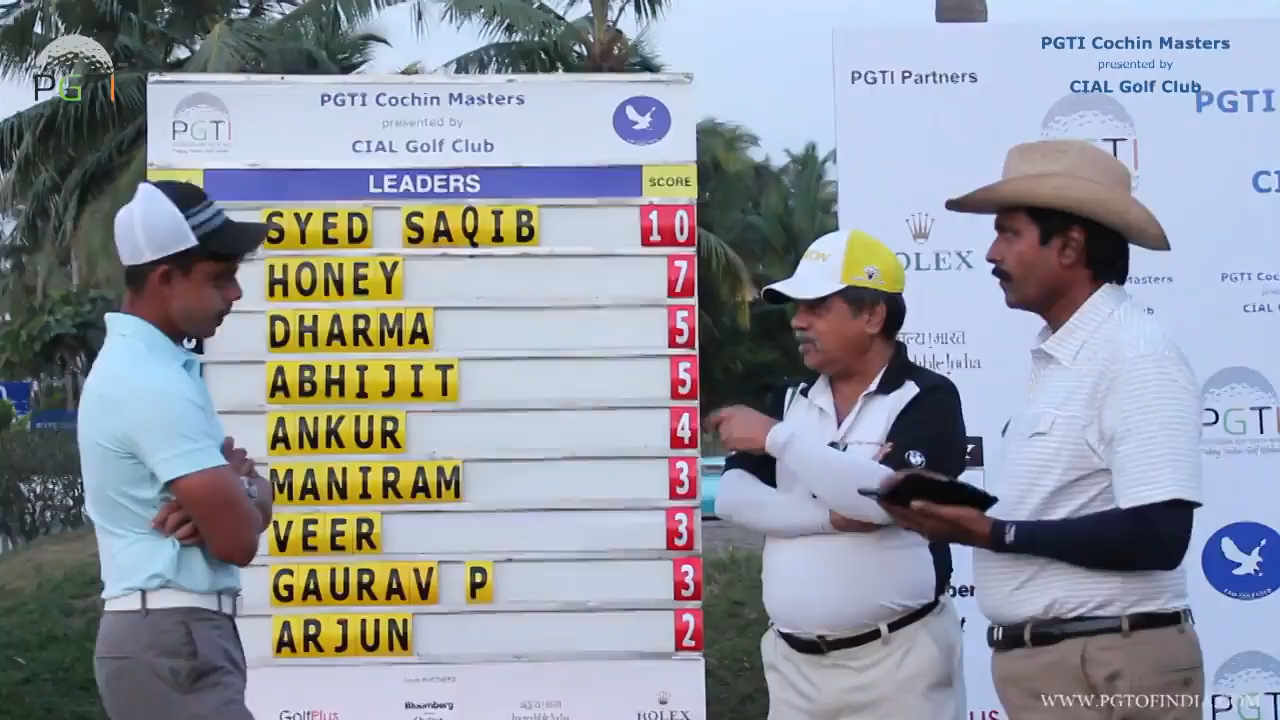 PGTI
PGTI Cochin Masters
presented by
CIAL Golf Club
PGTI
LEADERS SCORE
SYED SAQIB 10
HONEY 7
DHARMA 5
ABHIJIT 5
ANKUR 4
MANIRAM 3
VEER 3
GAURAV P 3
ARJUN 2
GolfPlus
Bloomberg
ROLEX
PGTI Partners
PGTI Cochin Masters
presented by
CIAL Golf Club
PGTI
OLEX
PGTI
WWW.PGTOFINDIA.COM